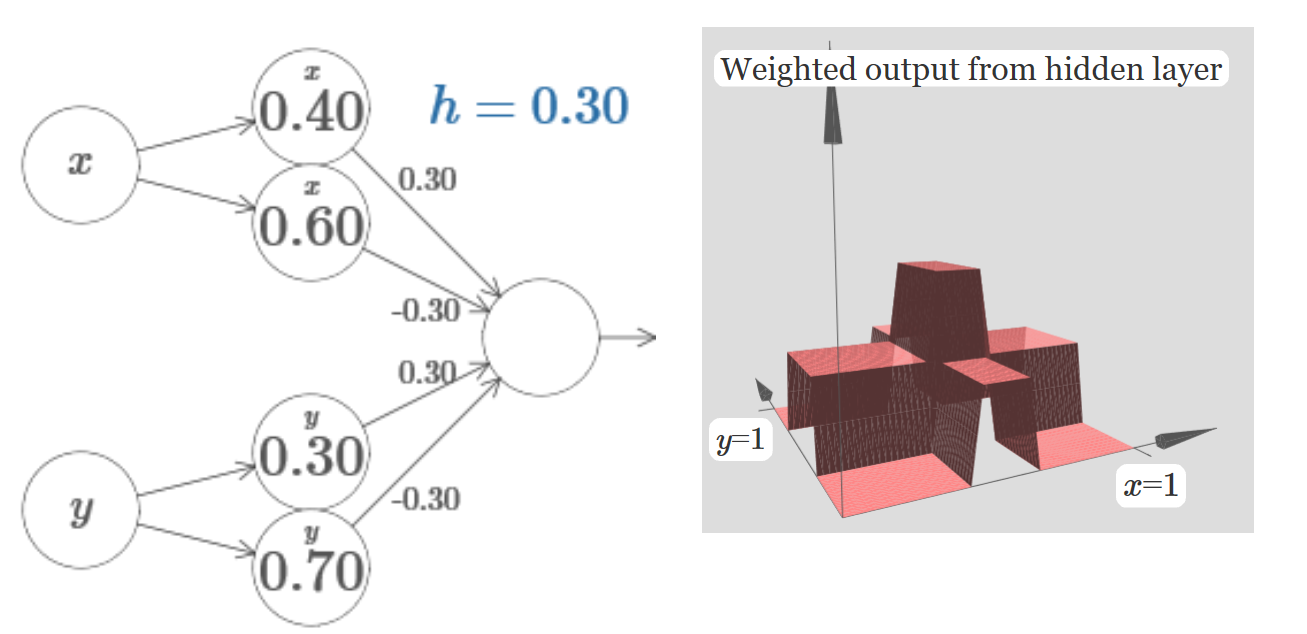 x
0.40
h = 0.30
x
x
0.60
0.30
-0.30
0.30
y
0.30
y
y
0.70
-0.30
Weighted output from hidden layer
y=1
x=1